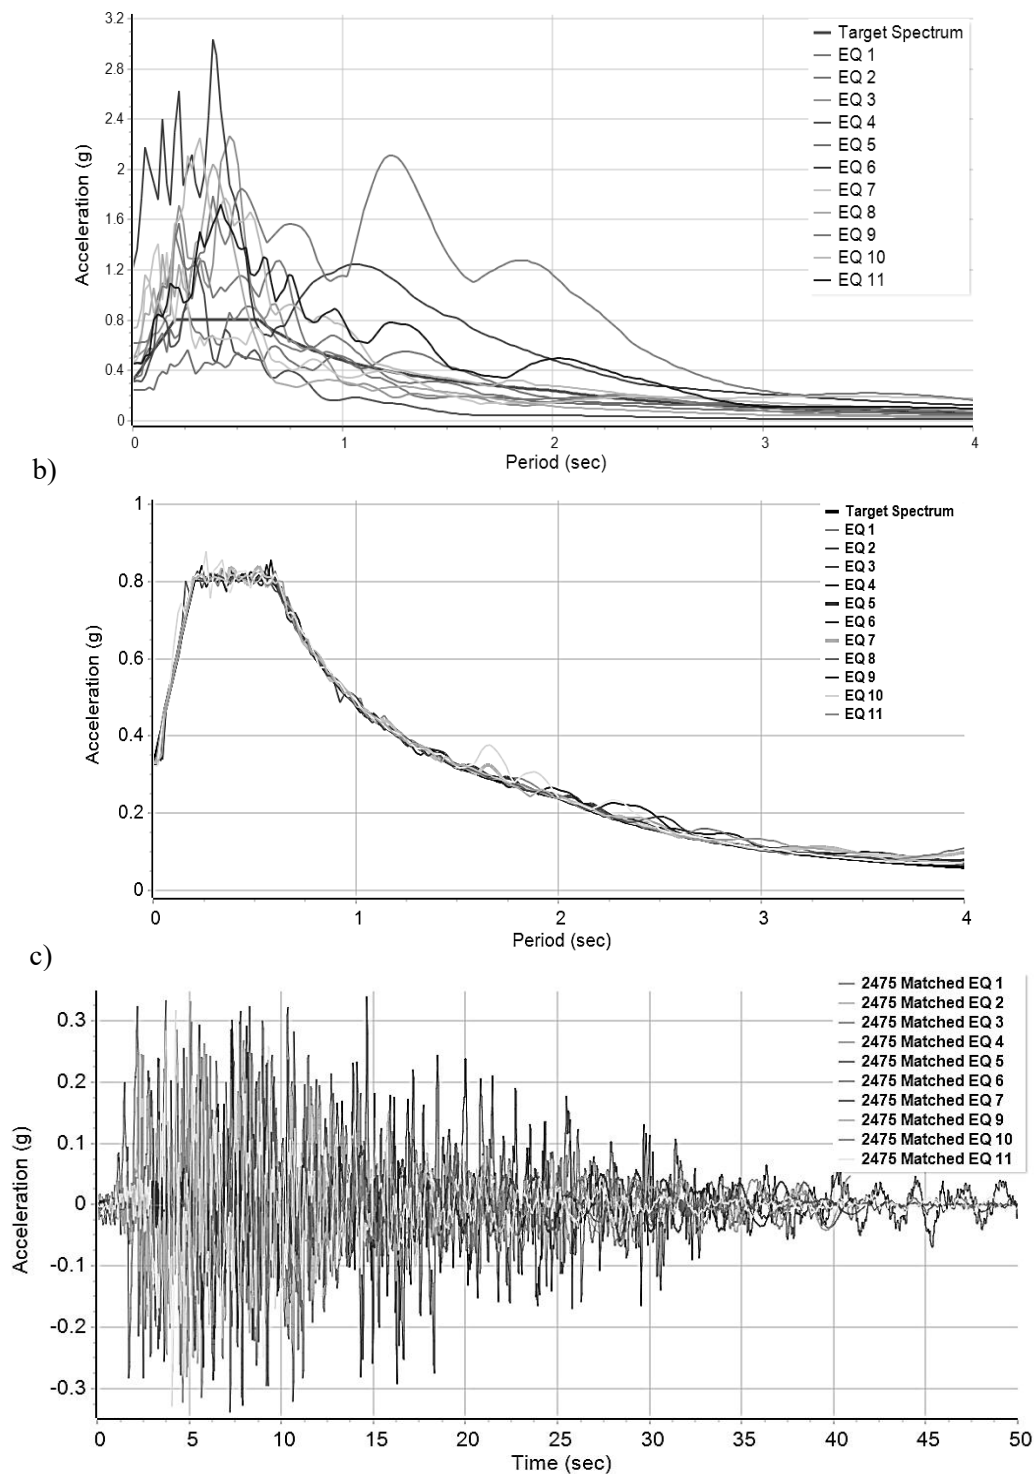 3.2
2.8
2.4
2
1.6
1.2
0.8
0.4
0
Acceleration (g)
0 1 2 3 4
Period (sec)
Target Spectrum
EQ 1
EQ 2
EQ 3
EQ 4
EQ 5
EQ 6
EQ 7
EQ 8
EQ 9
EQ 10
EQ 11
b)
1
0.8
0.6
0.4
0.2
0
Acceleration (g)
0 1 2 3 4
Period (sec)
Target Spectrum
EQ 1
EQ 2
EQ 3
EQ 4
EQ 5
EQ 6
EQ 7
EQ 8
EQ 9
EQ 10
EQ 11
c)
0.3
0.2
0.1
0
-0.1
-0.2
-0.3
Acceleration (g)
0 5 10 15 20 25 30 35 40 45 50
Time (sec)
2475 Matched EQ 1
2475 Matched EQ 2
2475 Matched EQ 3
2475 Matched EQ 4
2475 Matched EQ 5
2475 Matched EQ 6
2475 Matched EQ 7
2475 Matched EQ 9
2475 Matched EQ 10
2475 Matched EQ 11